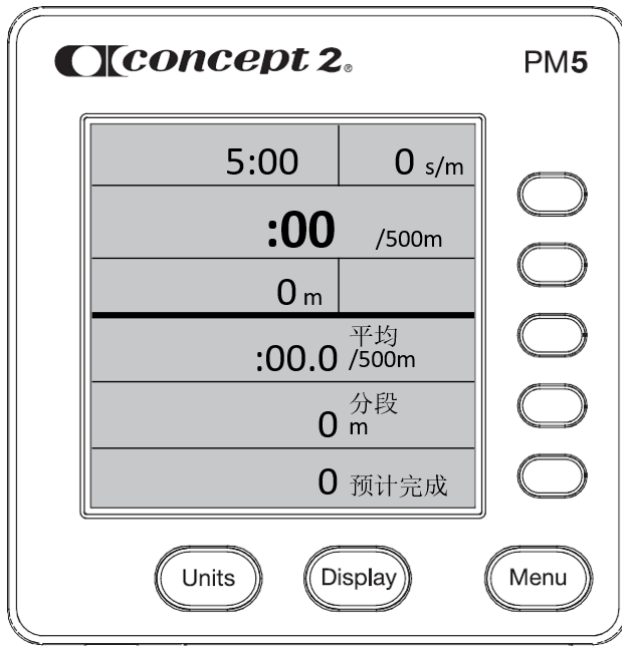 concept 2® PM5
5:00 0 s/m
:00 /500m
0 m
:00.0 平均 /500m
0 分段 m
0 预计完成
Units Display Menu